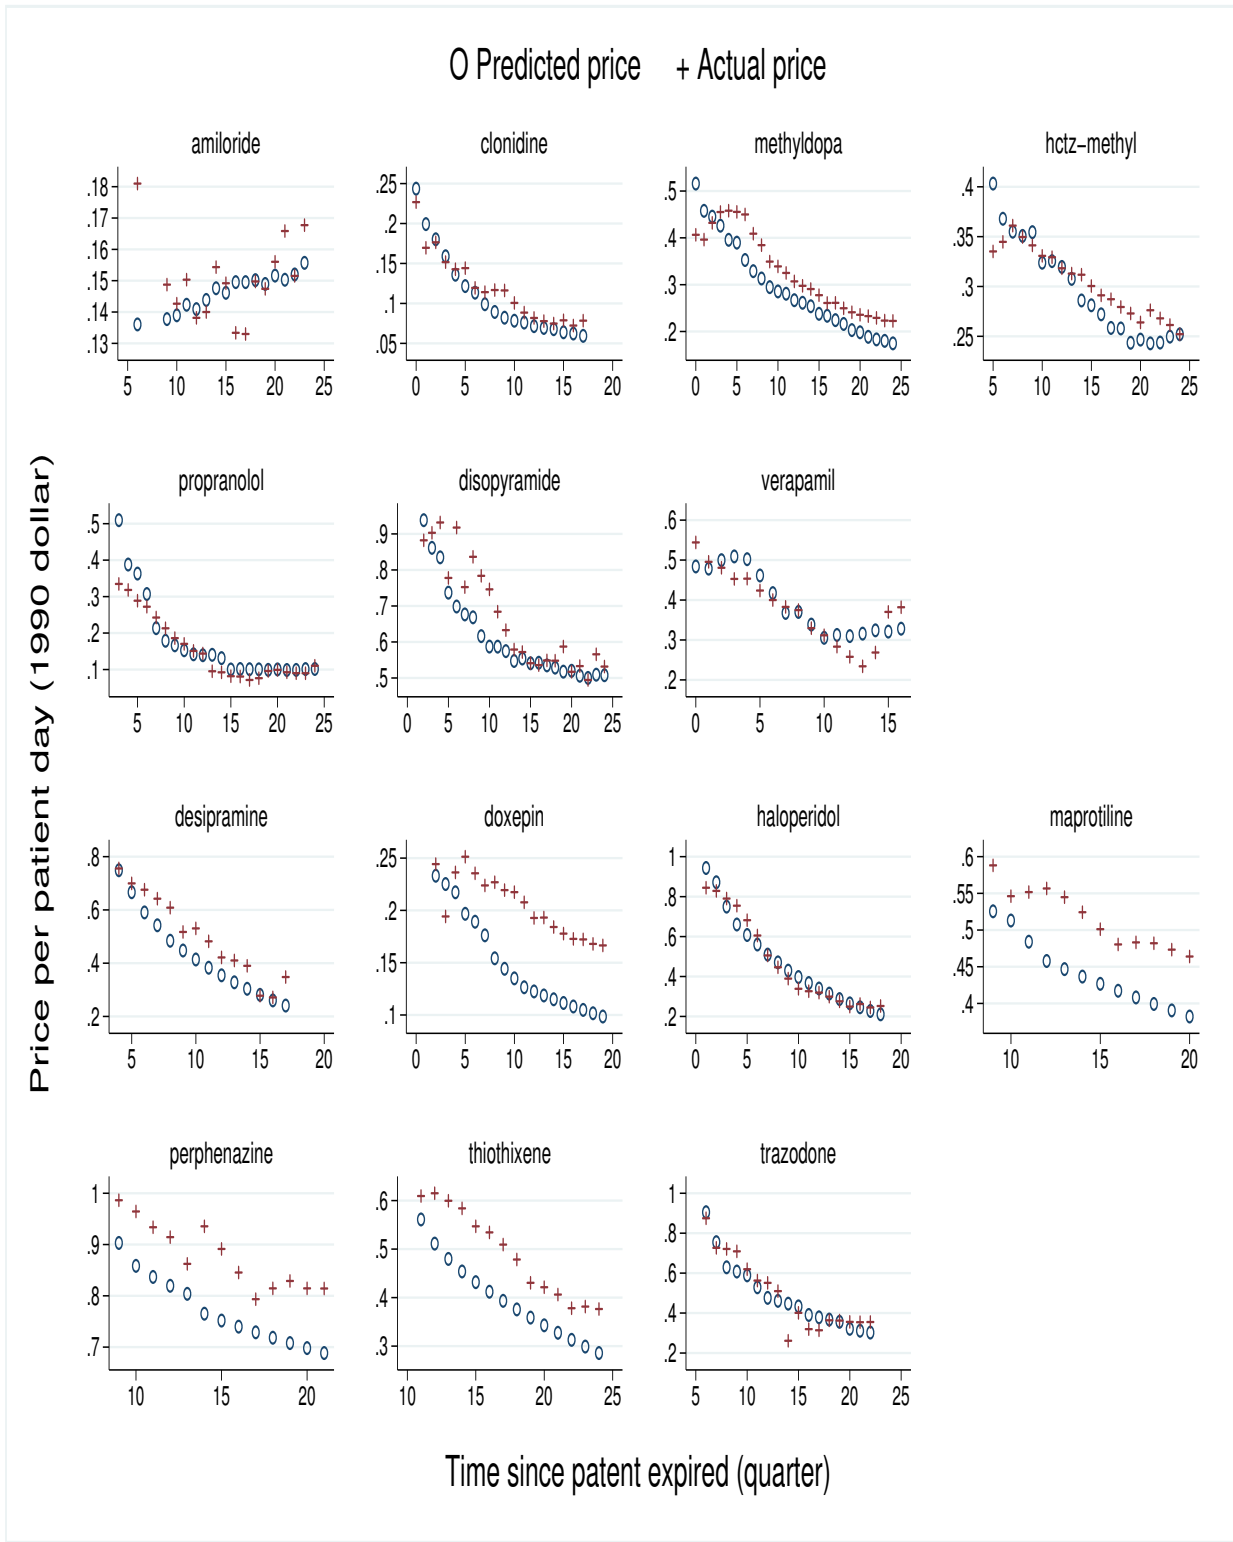 O Predicted price + Actual price
amiloride clonidine methyldopa hctz−methyl
.18 .25 .5 .4
.17 .2 .4 .35
.16 .15 .3 .3
.15 .1 .2 .25
.14 .05
.13
5 10 15 20 25 0 5 10 15 20 0 5 10 15 20 25 5 10 15 20 25
propranolol disopyramide verapamil
.5 .9 .6
.4 .8 .5
.3 .7 .4
.2 .6 .3
.1 .5 .2
5 10 15 20 25 0 5 10 15 20 25 0 5 10 15
Price per patient day (1990 dollar)
desipramine doxepin haloperidol maprotiline
.8 .25 1 .6
.6 .2 .8 .55
.4 .15 .6 .5
.2 .1 .4 .45
.2 .4
5 10 15 20 0 5 10 15 20 0 5 10 15 20 10 15 20
perphenazine thiothixene trazodone
1 .6 1
.9 .5 .8
.8 .4 .6
.7 .3 .4
.2
10 15 20 10 15 20 25 5 10 15 20 25
Time since patent expired (quarter)